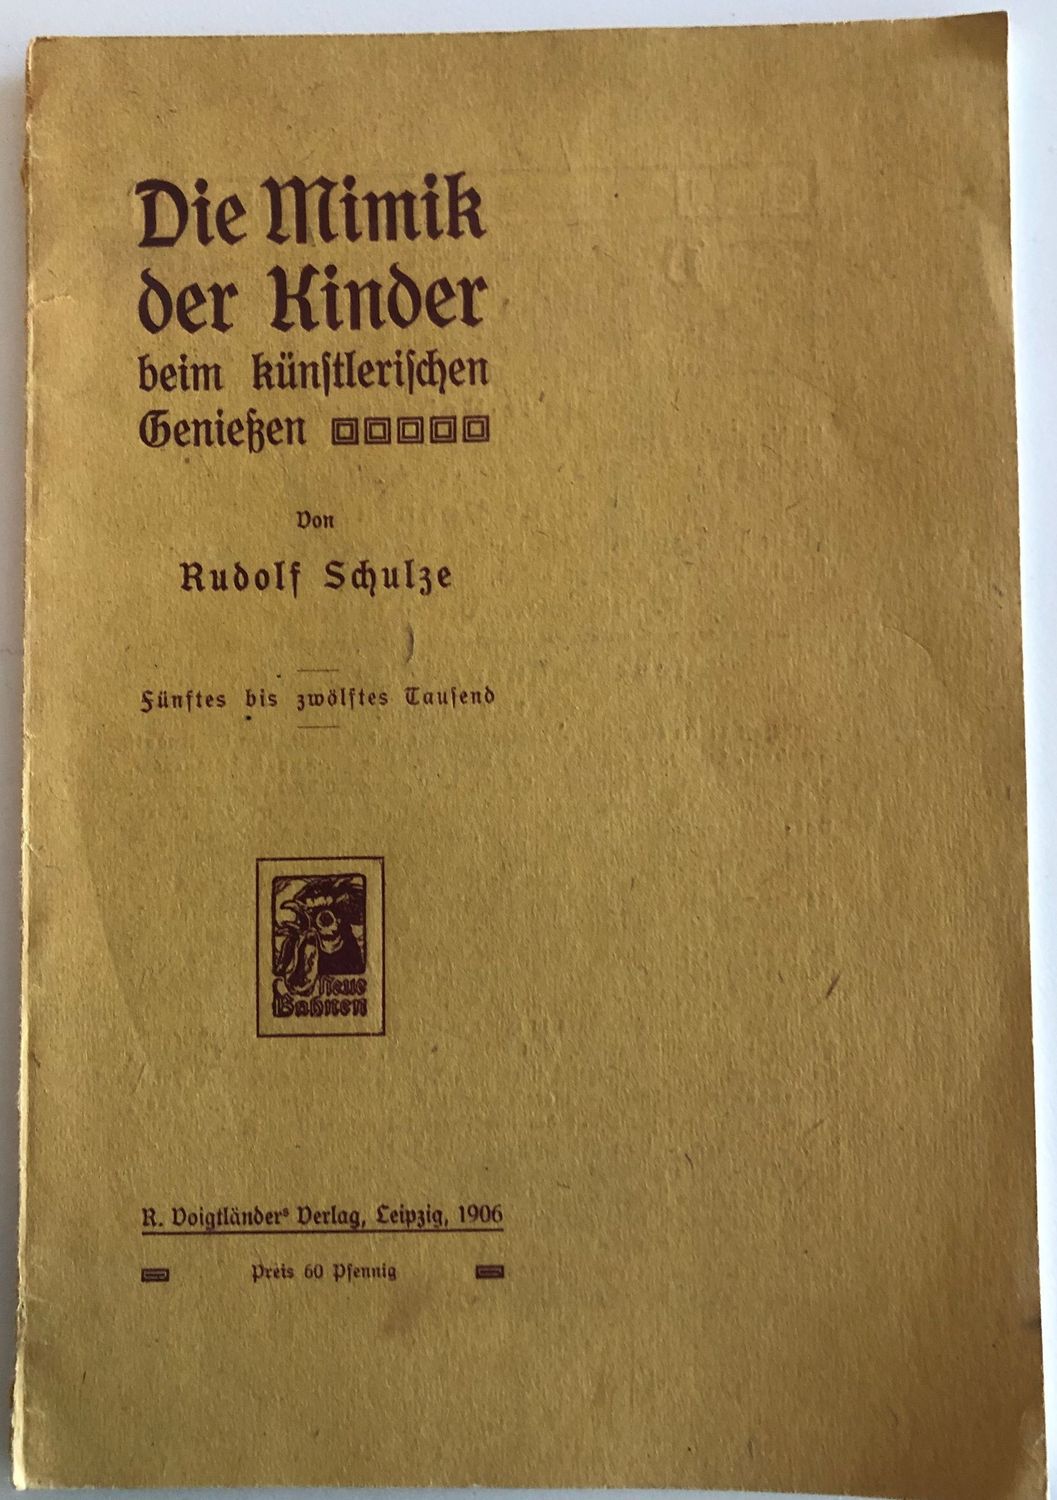 Die Mimik
der Kinder
beim künſtleriſchen
Genießen
Von
Rudolf Schulze
Fünftes bis zwölftes Tauſend
Neue
Bahnen
R. Voigtländers Verlag, Leipzig, 1906
Preis 60 Pfennig